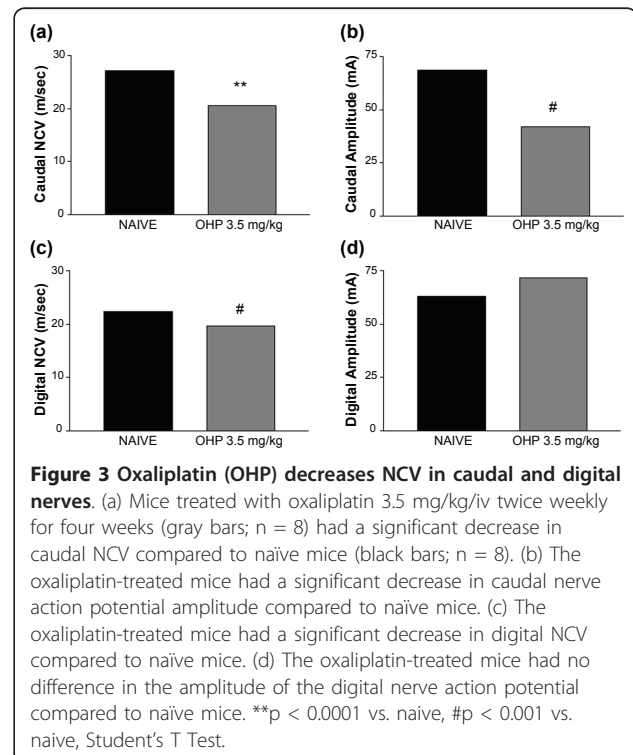 (a)
30
20
10
0
Caudal NCV (m/sec)
**
NAIVE OHP 3.5 mg/kg
(b)
75
50
25
0
Caudal Amplitude (mA)
#
NAIVE OHP 3.5 mg/kg
(c)
30
20
10
0
Digital NCV (m/sec)
#
NAIVE OHP 3.5 mg/kg
(d)
75
50
25
0
Digital Amplitude (mA)
NAIVE OHP 3.5 mg/kg
Figure 3 Oxaliplatin (OHP) decreases NCV in caudal and digital
nerves. (a) Mice treated with oxaliplatin 3.5 mg/kg/iv twice weekly
for four weeks (gray bars; n = 8) had a significant decrease in
caudal NCV compared to naïve mice (black bars; n = 8). (b) The
oxaliplatin-treated mice had a significant decrease in caudal nerve
action potential amplitude compared to naïve mice. (c) The
oxaliplatin-treated mice had a significant decrease in digital NCV
compared to naïve mice. (d) The oxaliplatin-treated mice had no
difference in the amplitude of the digital nerve action potential
compared to naïve mice. **p < 0.0001 vs. naive, #p < 0.001 vs.
naive, Student's T Test.